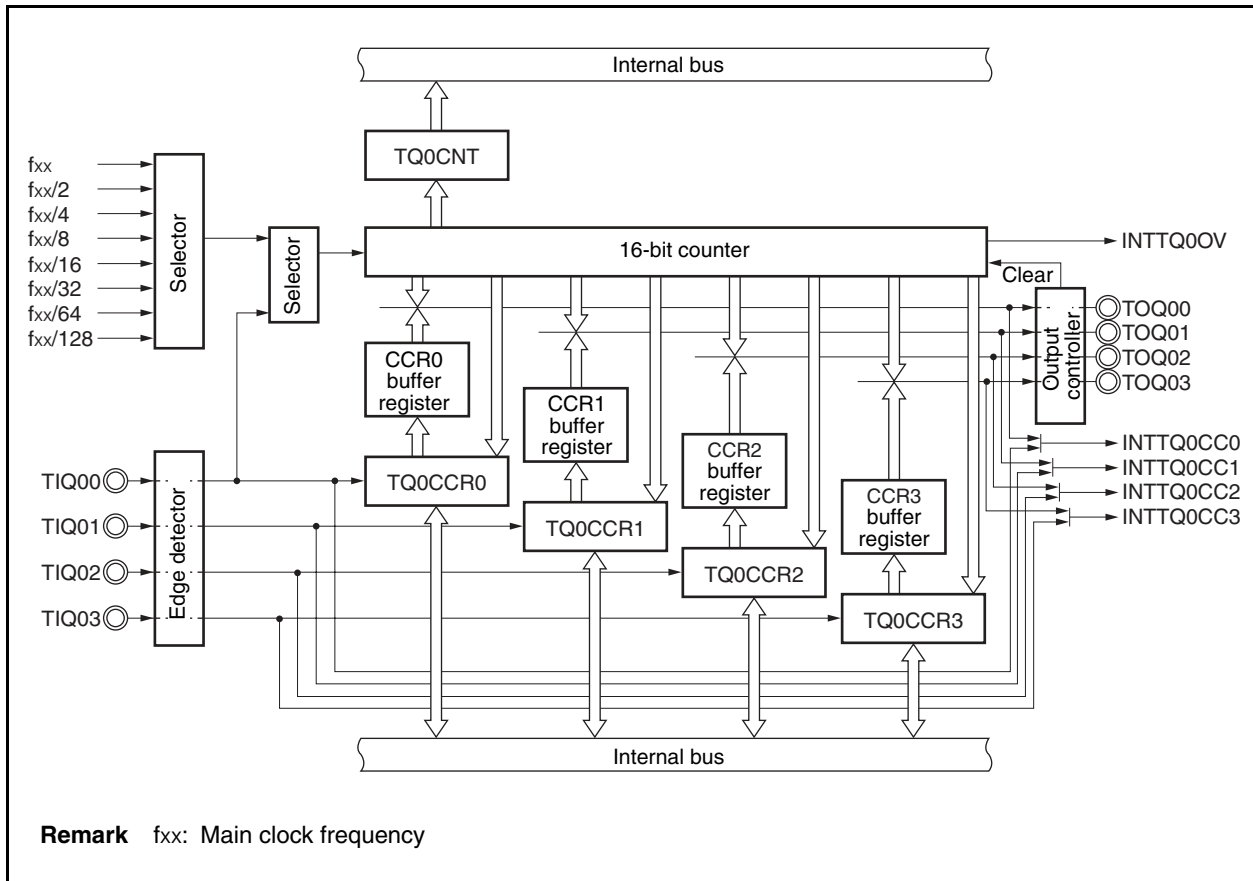 Internal bus
TQ0CNT
fxx
fxx/2
fxx/4
fxx/8
fxx/16
fxx/32
fxx/64
fxx/128
Selector
Selector
16-bit counter
INTTQ0OV
Clear
Output
controller
TOQ00
TOQ01
TOQ02
TOQ03
CCR0
buffer
register
CCR1
buffer
register
CCR2
buffer
register
CCR3
buffer
register
INTTQ0CC0
INTTQ0CC1
INTTQ0CC2
INTTQ0CC3
TIQ00
TIQ01
TIQ02
TIQ03
Edge detector
TQ0CCR0
TQ0CCR1
TQ0CCR2
TQ0CCR3
Internal bus
Remark fxx: Main clock frequency